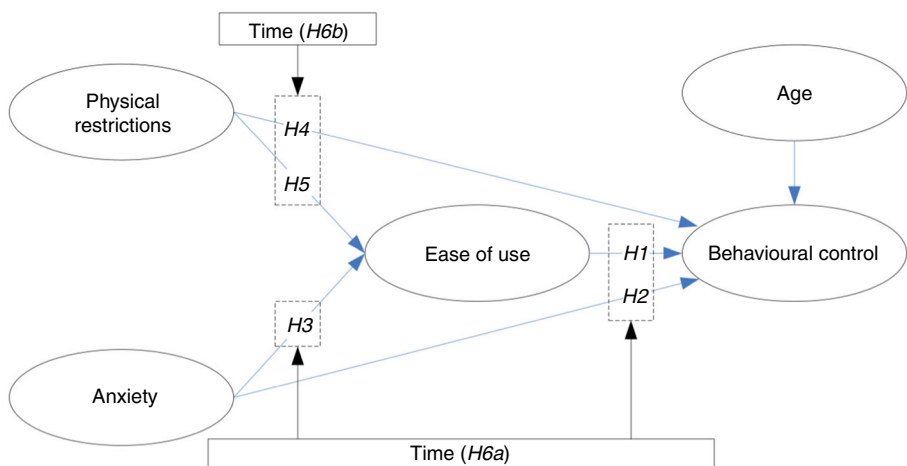 Time (H6b)
Physical
restrictions
Age
H4
H5
Ease of use
H1
Behavioural control
H2
H3
Anxiety
Time (H6a)